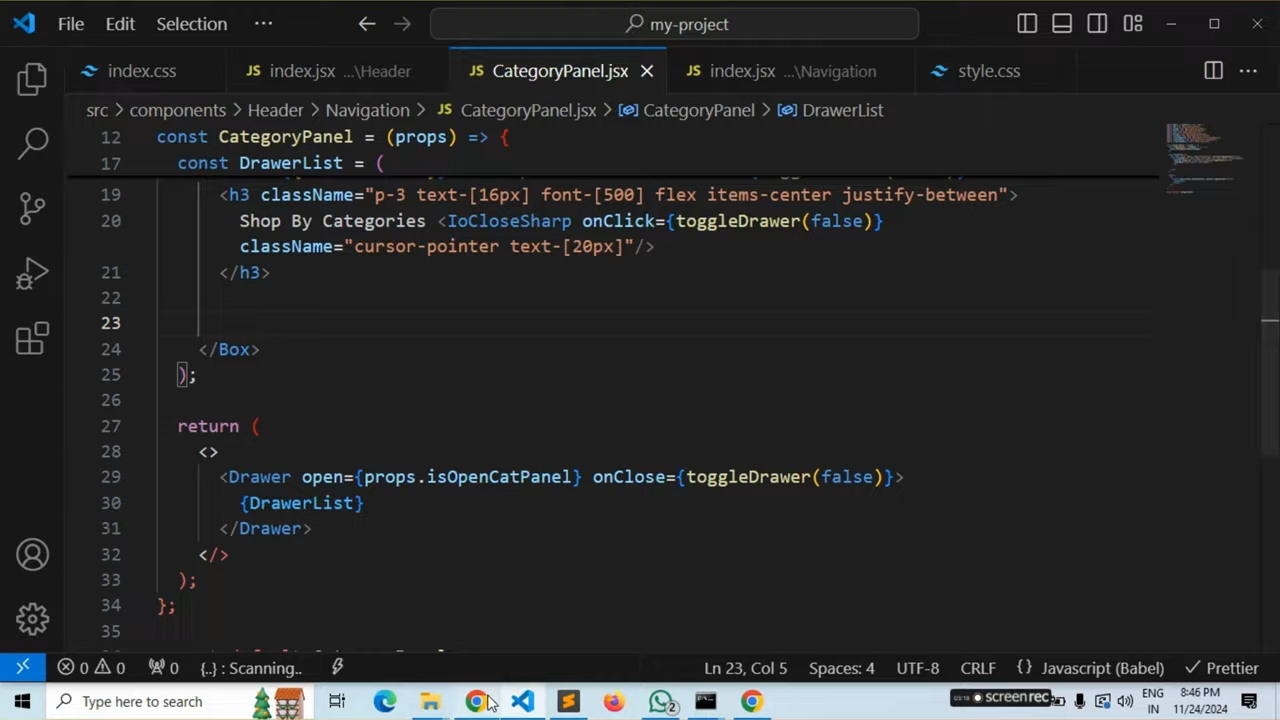 File Edit Selection ··· my-project
index.css JS index.jsx ...\Header JS CategoryPanel.jsx JS index.jsx ...\Navigation style.css
src > components > Header > Navigation > JS CategoryPanel.jsx > CategoryPanel > DrawerList
12 const CategoryPanel = (props) => {
17 const DrawerList = (
19 <h3 className="p-3 text-[16px] font-[500] flex items-center justify-between">
20 Shop By Categories <IoCloseSharp onClick={toggleDrawer(false)}
className="cursor-pointer text-[20px]"/>
21 </h3>
22
23
24 </Box>
25 );
26
27 return (
28 <>
29 <Drawer open={props.isOpenCatPanel} onClose={toggleDrawer(false)}>
30 {DrawerList}
31 </Drawer>
32 </>
33 );
34 };
35
0 0 0 {..} : Scanning.. Ln 23, Col 5 Spaces: 4 UTF-8 CRLF {} Javascript (Babel) Prettier
Type here to search 2 screenrec ENG 8:46 PM
IN 11/24/2024